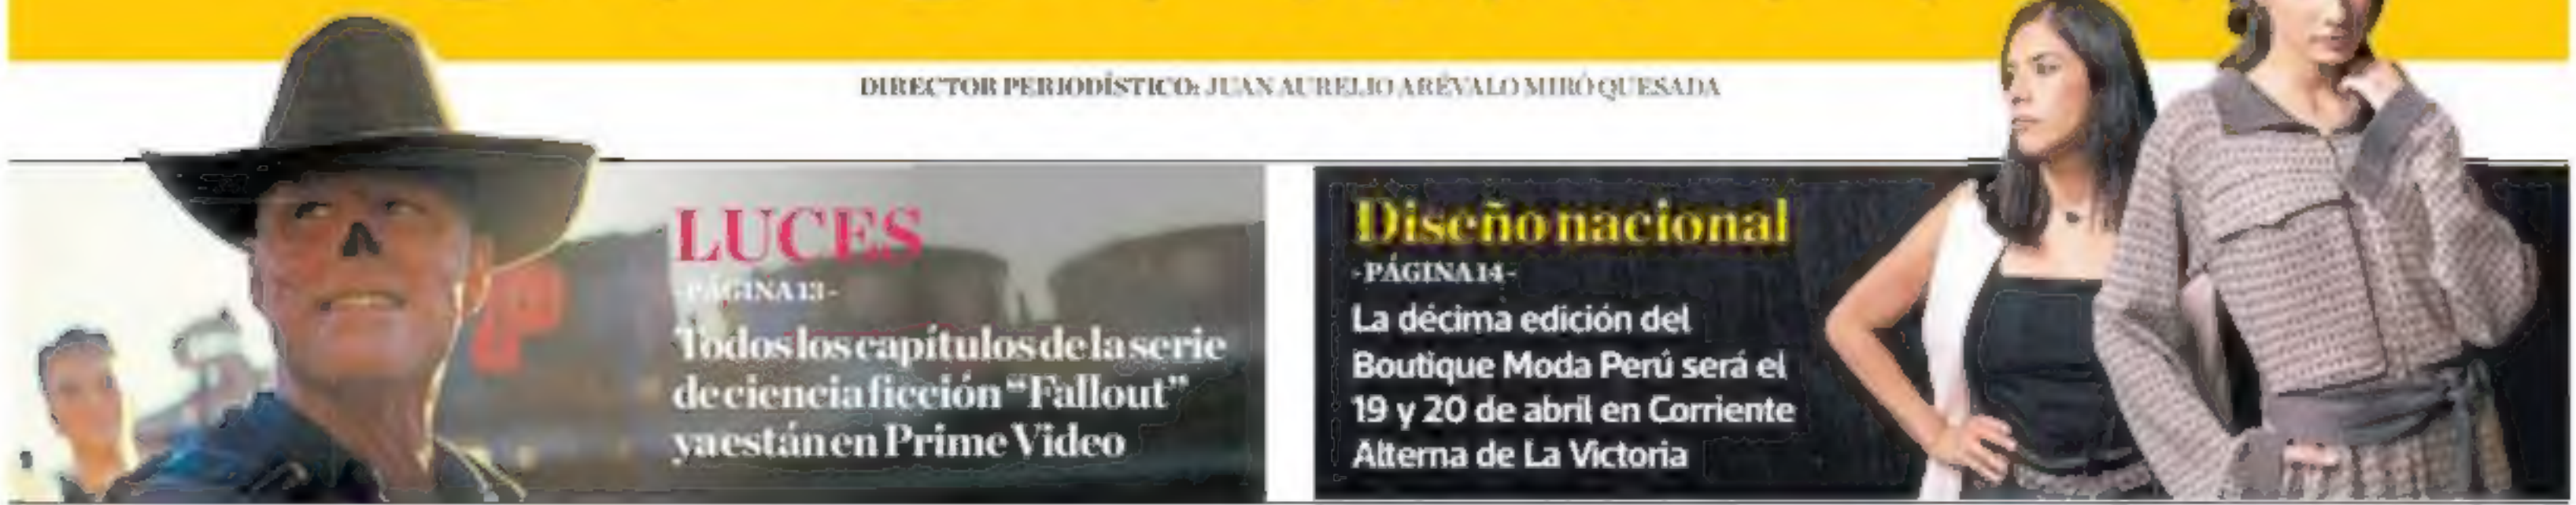 DIRECTOR PERIODÍSTICO: JUAN AURELIO ARÉVALO MIRÓ QUESADA
LUCES
-PÁGINA 13-
Todos los capítulos de la serie
de ciencia ficción “Fallout”
ya están en Prime Video
Diseño nacional
-PÁGINA 14-
La décima edición del
Boutique Moda Perú será el
19 y 20 de abril en Corriente
Alterna de La Victoria